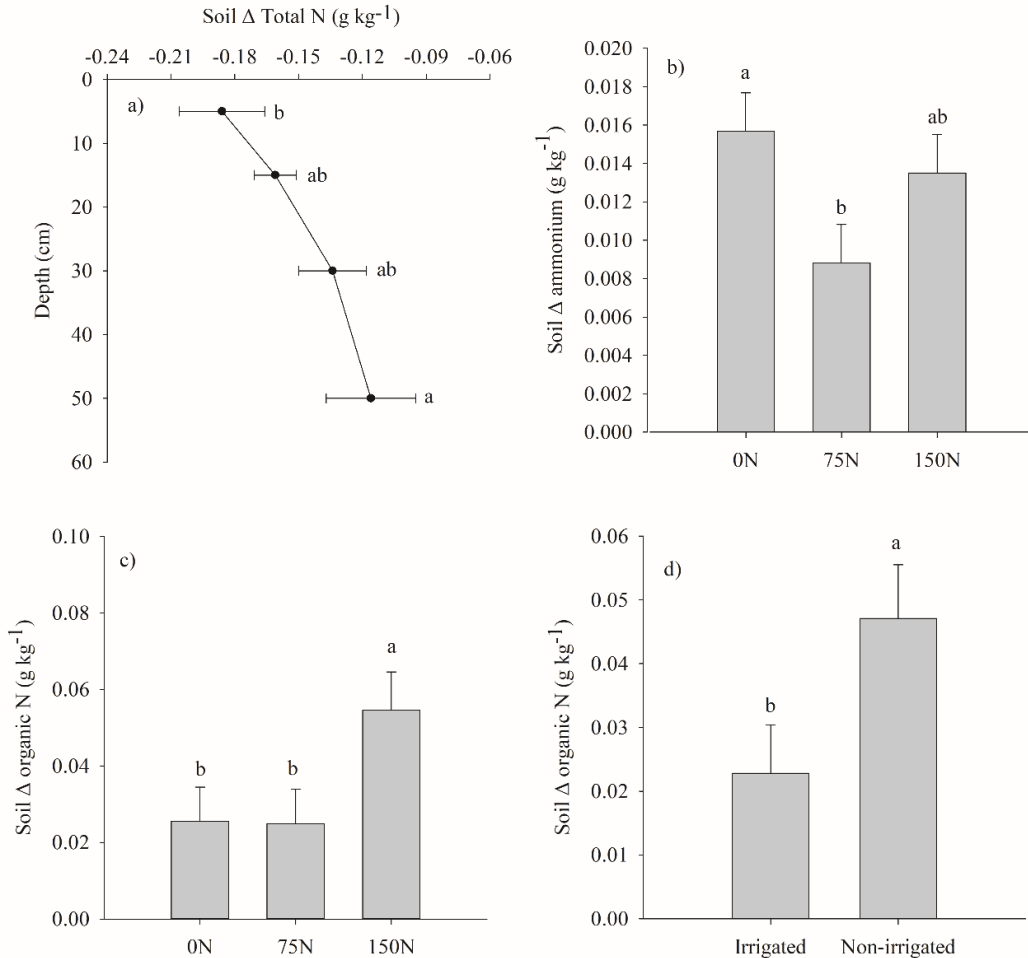 Soil Δ Total N (g kg⁻¹)
-0.24 -0.21 -0.18 -0.15 -0.12 -0.09 -0.06
0
10
20
30
40
50
60
Depth (cm)
a)
b
ab
ab
a
0.020
0.018
0.016
0.014
0.012
0.010
0.008
0.006
0.004
0.002
0.000
Soil Δ ammonium (g kg⁻¹)
b)
a
b
ab
0N 75N 150N
0.10
0.08
0.06
0.04
0.02
0.00
Soil Δ organic N (g kg⁻¹)
c)
b
b
a
0N 75N 150N
0.06
0.05
0.04
0.03
0.02
0.01
0.00
Soil Δ organic N (g kg⁻¹)
d)
b
a
Irrigated Non-irrigated